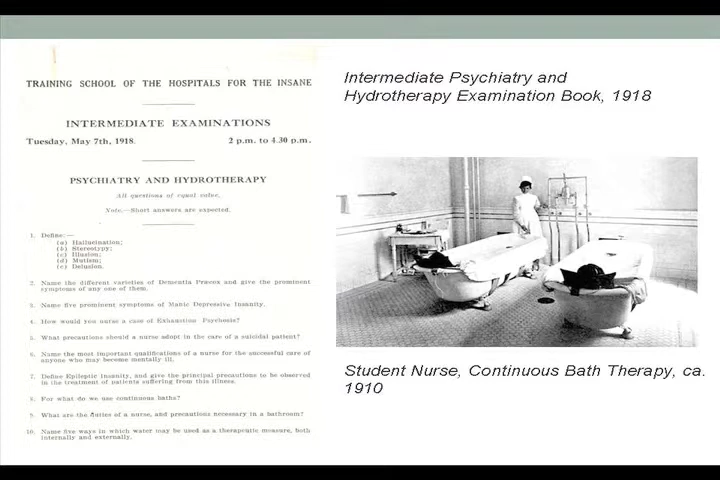 TRAINING SCHOOL OF THE HOSPITALS FOR THE INSANE
INTERMEDIATE EXAMINATIONS
Tuesday, May 7th, 1918.
2 p.m. to 4.30 p.m.
PSYCHIATRY AND HYDROTHERAPY
All questions of equal value.
Note.—Short answers are expected.
1. Define:—
(a) Hallucination;
(b) Stereotypy;
(c) Illusion;
(d) Mutism;
(e) Delusion.
2. Name the different varieties of Dementia Præcox and give the prominent
symptoms of any one of them.
3. Name five prominent symptoms of Manic Depressive Insanity.
4. How would you nurse a case of Exhaustion Psychosis?
5. What precautions should a nurse adopt in the care of a suicidal patient?
6. Name the most important qualifications of a nurse for the successful care of
anyone who may become mentally ill.
7. Define Epileptic Insanity, and give the principal precautions to be observed
in the treatment of patients suffering from this illness.
8. For what do we use continuous baths?
9. What are the duties of a nurse, and precautions necessary in a bathroom?
10. Name five ways in which water may be used as a therapeutic measure, both
internally and externally.
Intermediate Psychiatry and
Hydrotherapy Examination Book, 1918
Student Nurse, Continuous Bath Therapy, ca.
1910